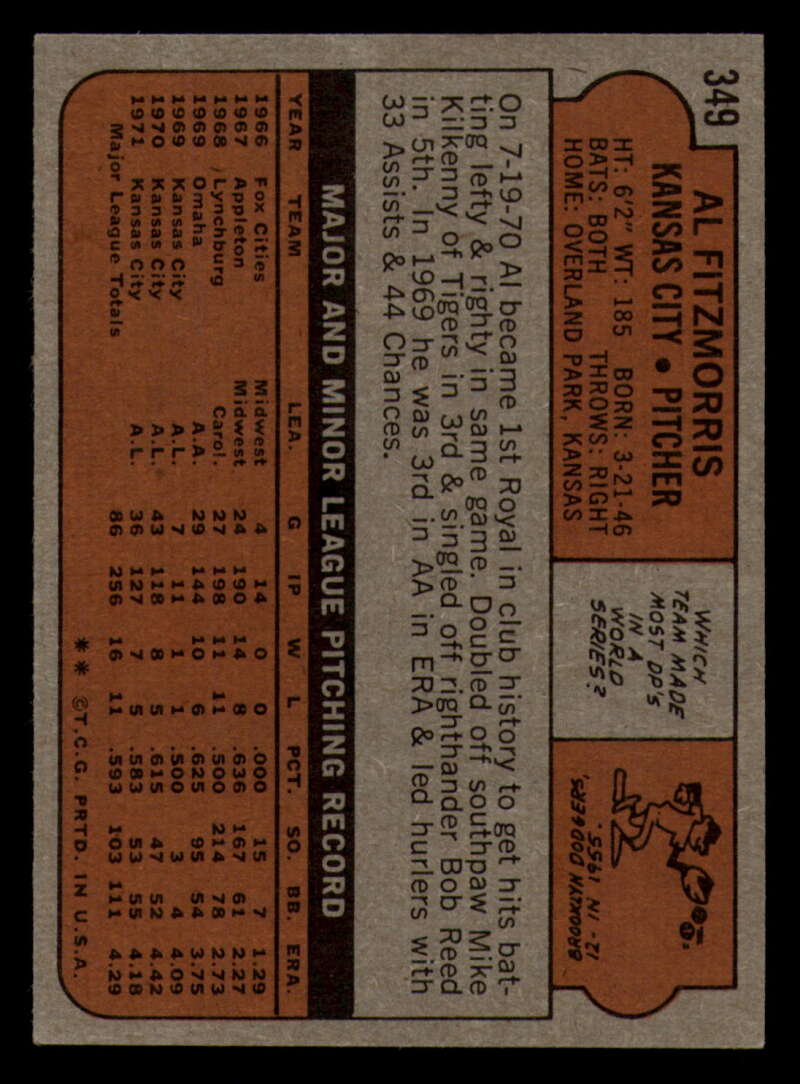 349
AL FITZMORRIS
KANSAS CITY • PITCHER
HT: 6'2" WT: 185 BORN: 3-21-46
BATS: BOTH THROWS: RIGHT
HOME: OVERLAND PARK, KANSAS
WHICH
TEAM MADE
MOST DP'S
IN A
WORLD
SERIES?
BROOKLYN DODGERS,
12 - IN 1955.
On 7-19-70 Al became 1st Royal in club history to get hits bat-
ting lefty & righty in same game. Doubled off southpaw Mike
Kilkenny of Tigers in 3rd & singled off righthander Bob Reed
in 5th. In 1969 he was 3rd in AA in ERA & led hurlers with
33 Assists & 44 Chances.
MAJOR AND MINOR LEAGUE PITCHING RECORD
YEAR TEAM LEA. G IP W L PCT. SO. BB. ERA.
1966 Fox Cities Midwest 4 14 0 0 .000 15 7 1.29
1967 Appleton Midwest 24 190 14 8 .636 167 61 2.27
1968 Lynchburg Carol. 27 198 11 11 .500 214 78 2.73
1969 Omaha A.A. 29 144 10 6 .625 95 54 3.75
1969 Kansas City A.L. 7 11 1 1 .500 3 4 4.09
1970 Kansas City A.L. 43 118 8 5 .615 47 52 4.42
1971 Kansas City A.L. 36 127 7 5 .583 53 55 4.18
Major League Totals 86 256 16 11 .593 103 111 4.29
** ©T.C.G. PRTD. IN U.S.A.